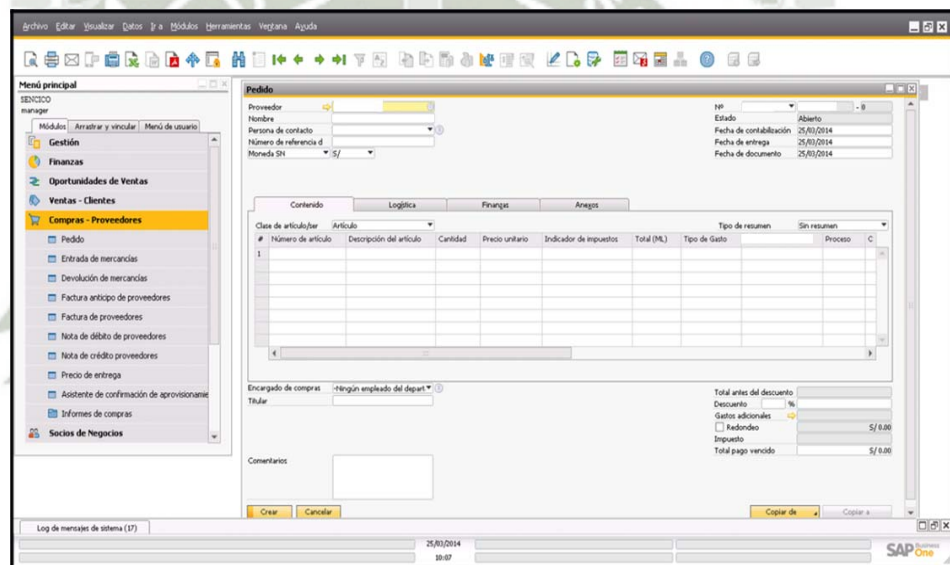 Archivo Editar Visualizar Datos Ir a Módulos Herramientas Ventana Ayuda
Menú principal
SENCICO
manager
Módulos Arrastrar y vincular Menú de usuario
Gestión
Finanzas
Oportunidades de Ventas
Ventas - Clientes
Compras - Proveedores
Pedido
Entrada de mercancías
Devolución de mercancías
Factura anticipo de proveedores
Factura de proveedores
Nota de débito de proveedores
Nota de crédito proveedores
Precio de entrega
Asistente de confirmación de aprovisionamie
Informes de compras
Socios de Negocios
Pedido
Proveedor
Nombre
Persona de contacto
Número de referencia d
Moneda SN S/
Nº - 0
Estado Abierto
Fecha de contabilización 25/03/2014
Fecha de entrega 25/03/2014
Fecha de documento 25/03/2014
Contenido Logística Finanzas Anexos
Clase de artículo/ser Artículo Tipo de resumen Sin resumen
# Número de artículo Descripción del artículo Cantidad Precio unitario Indicador de impuestos Total (ML) Tipo de Gasto Proceso C
1
Encargado de compras -Ningún empleado del depart
Titular
Total antes del descuento
Descuento %
Gastos adicionales
Redondeo S/ 0.00
Impuesto
Total pago vencido S/ 0.00
Comentarios
Crear Cancelar Copiar de Copiar a
Log de mensajes de sistema (17)
25/03/2014
10:07
SAP Business One